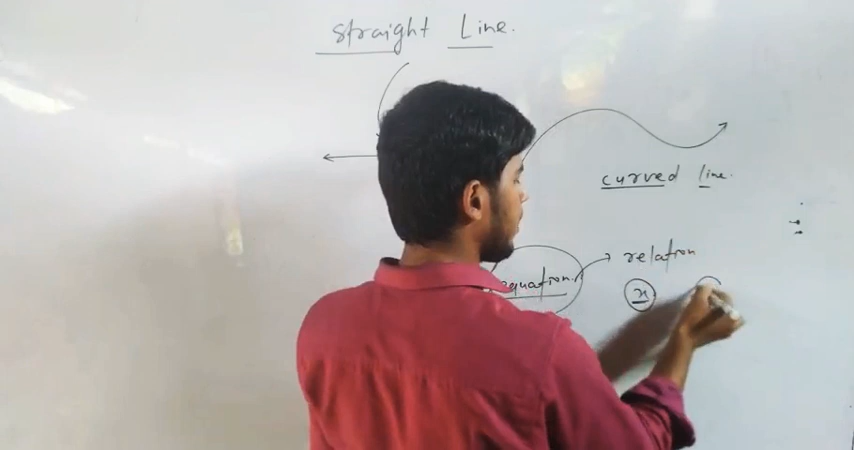 Straight Line.
curved line.
equation.
relation
x